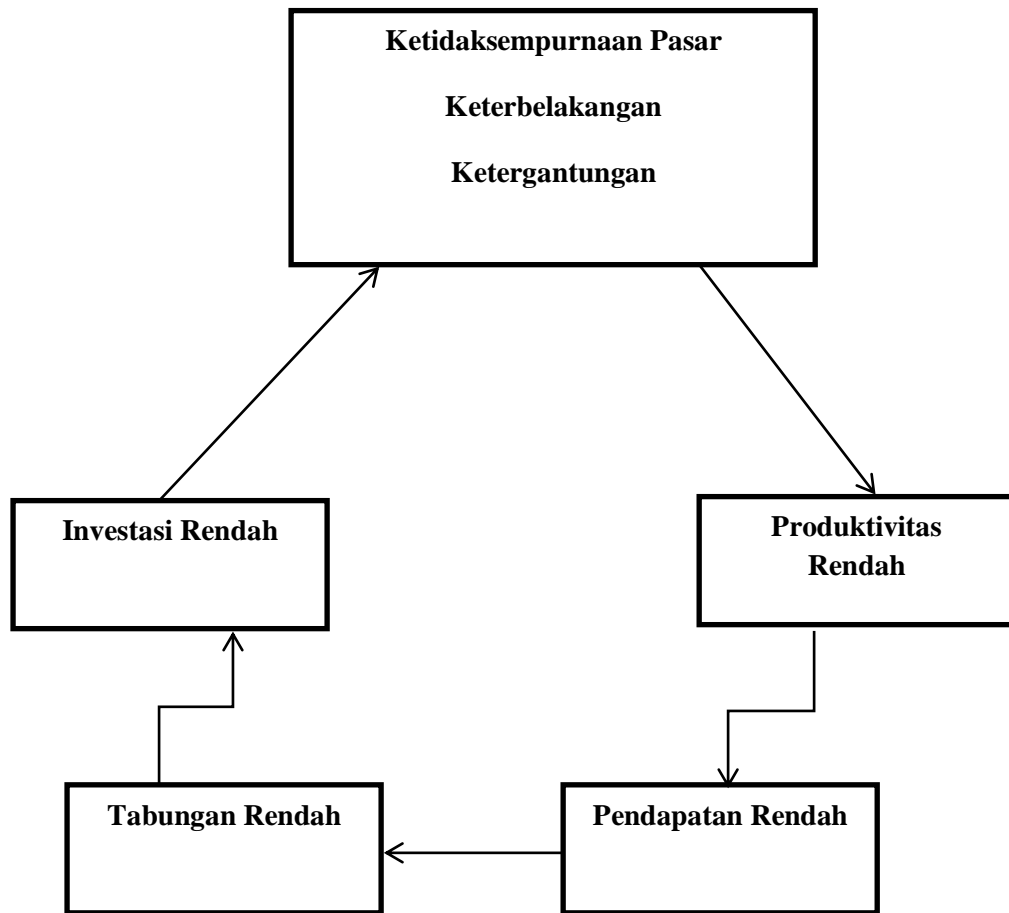 Ketidaksempurnaan Pasar
Keterbelakangan
Ketergantungan
Investasi Rendah
Produktivitas
Rendah
Tabungan Rendah
Pendapatan Rendah